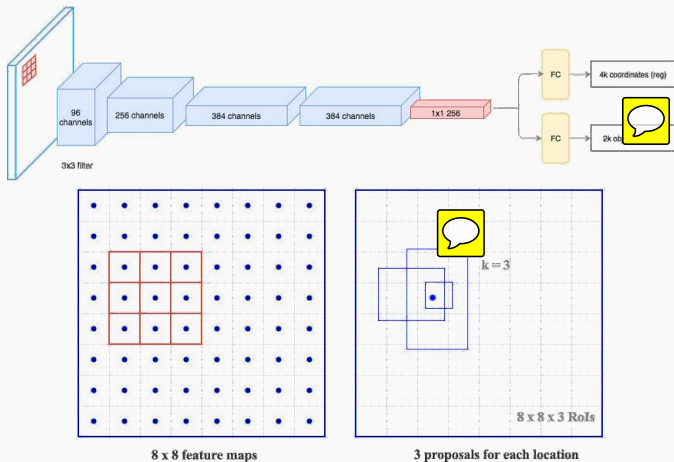 96
channels
256 channels
384 channels
384 channels
1x1 256
FC
4k coordinates (reg)
FC
2k
3x3 filter
k = 3
8 x 8 x 3 RoIs
8 x 8 feature maps
3 proposals for each location